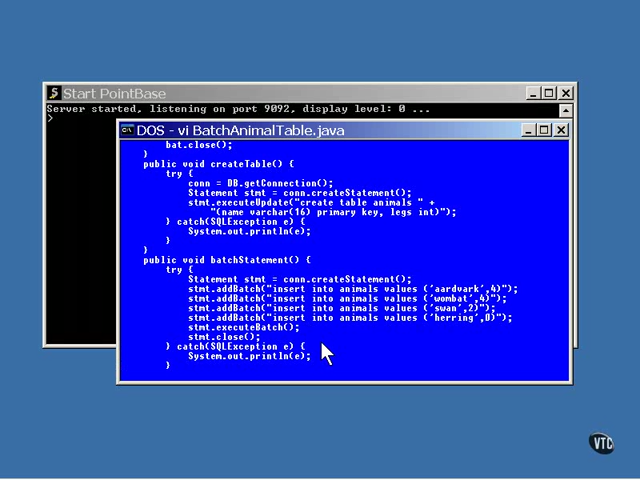 Start PointBase
Server started, listening on port 9092, display level: 0 ...
>
DOS - vi BatchAnimalTable.java
bat.close();
}
public void createTable() {
try {
conn = DB.getConnection();
Statement stmt = conn.createStatement();
stmt.executeUpdate("create table animals " +
"(name varchar(16) primary key, legs int)");
} catch(SQLException e) {
System.out.println(e);
}
}
public void batchStatement() {
try {
Statement stmt = conn.createStatement();
stmt.addBatch("insert into animals values ('aardvark',4)");
stmt.addBatch("insert into animals values ('wombat',4)");
stmt.addBatch("insert into animals values ('swan',2)");
stmt.addBatch("insert into animals values ('herring',0)");
stmt.executeBatch();
stmt.close();
} catch(SQLException e) {
System.out.println(e);
}
VTC